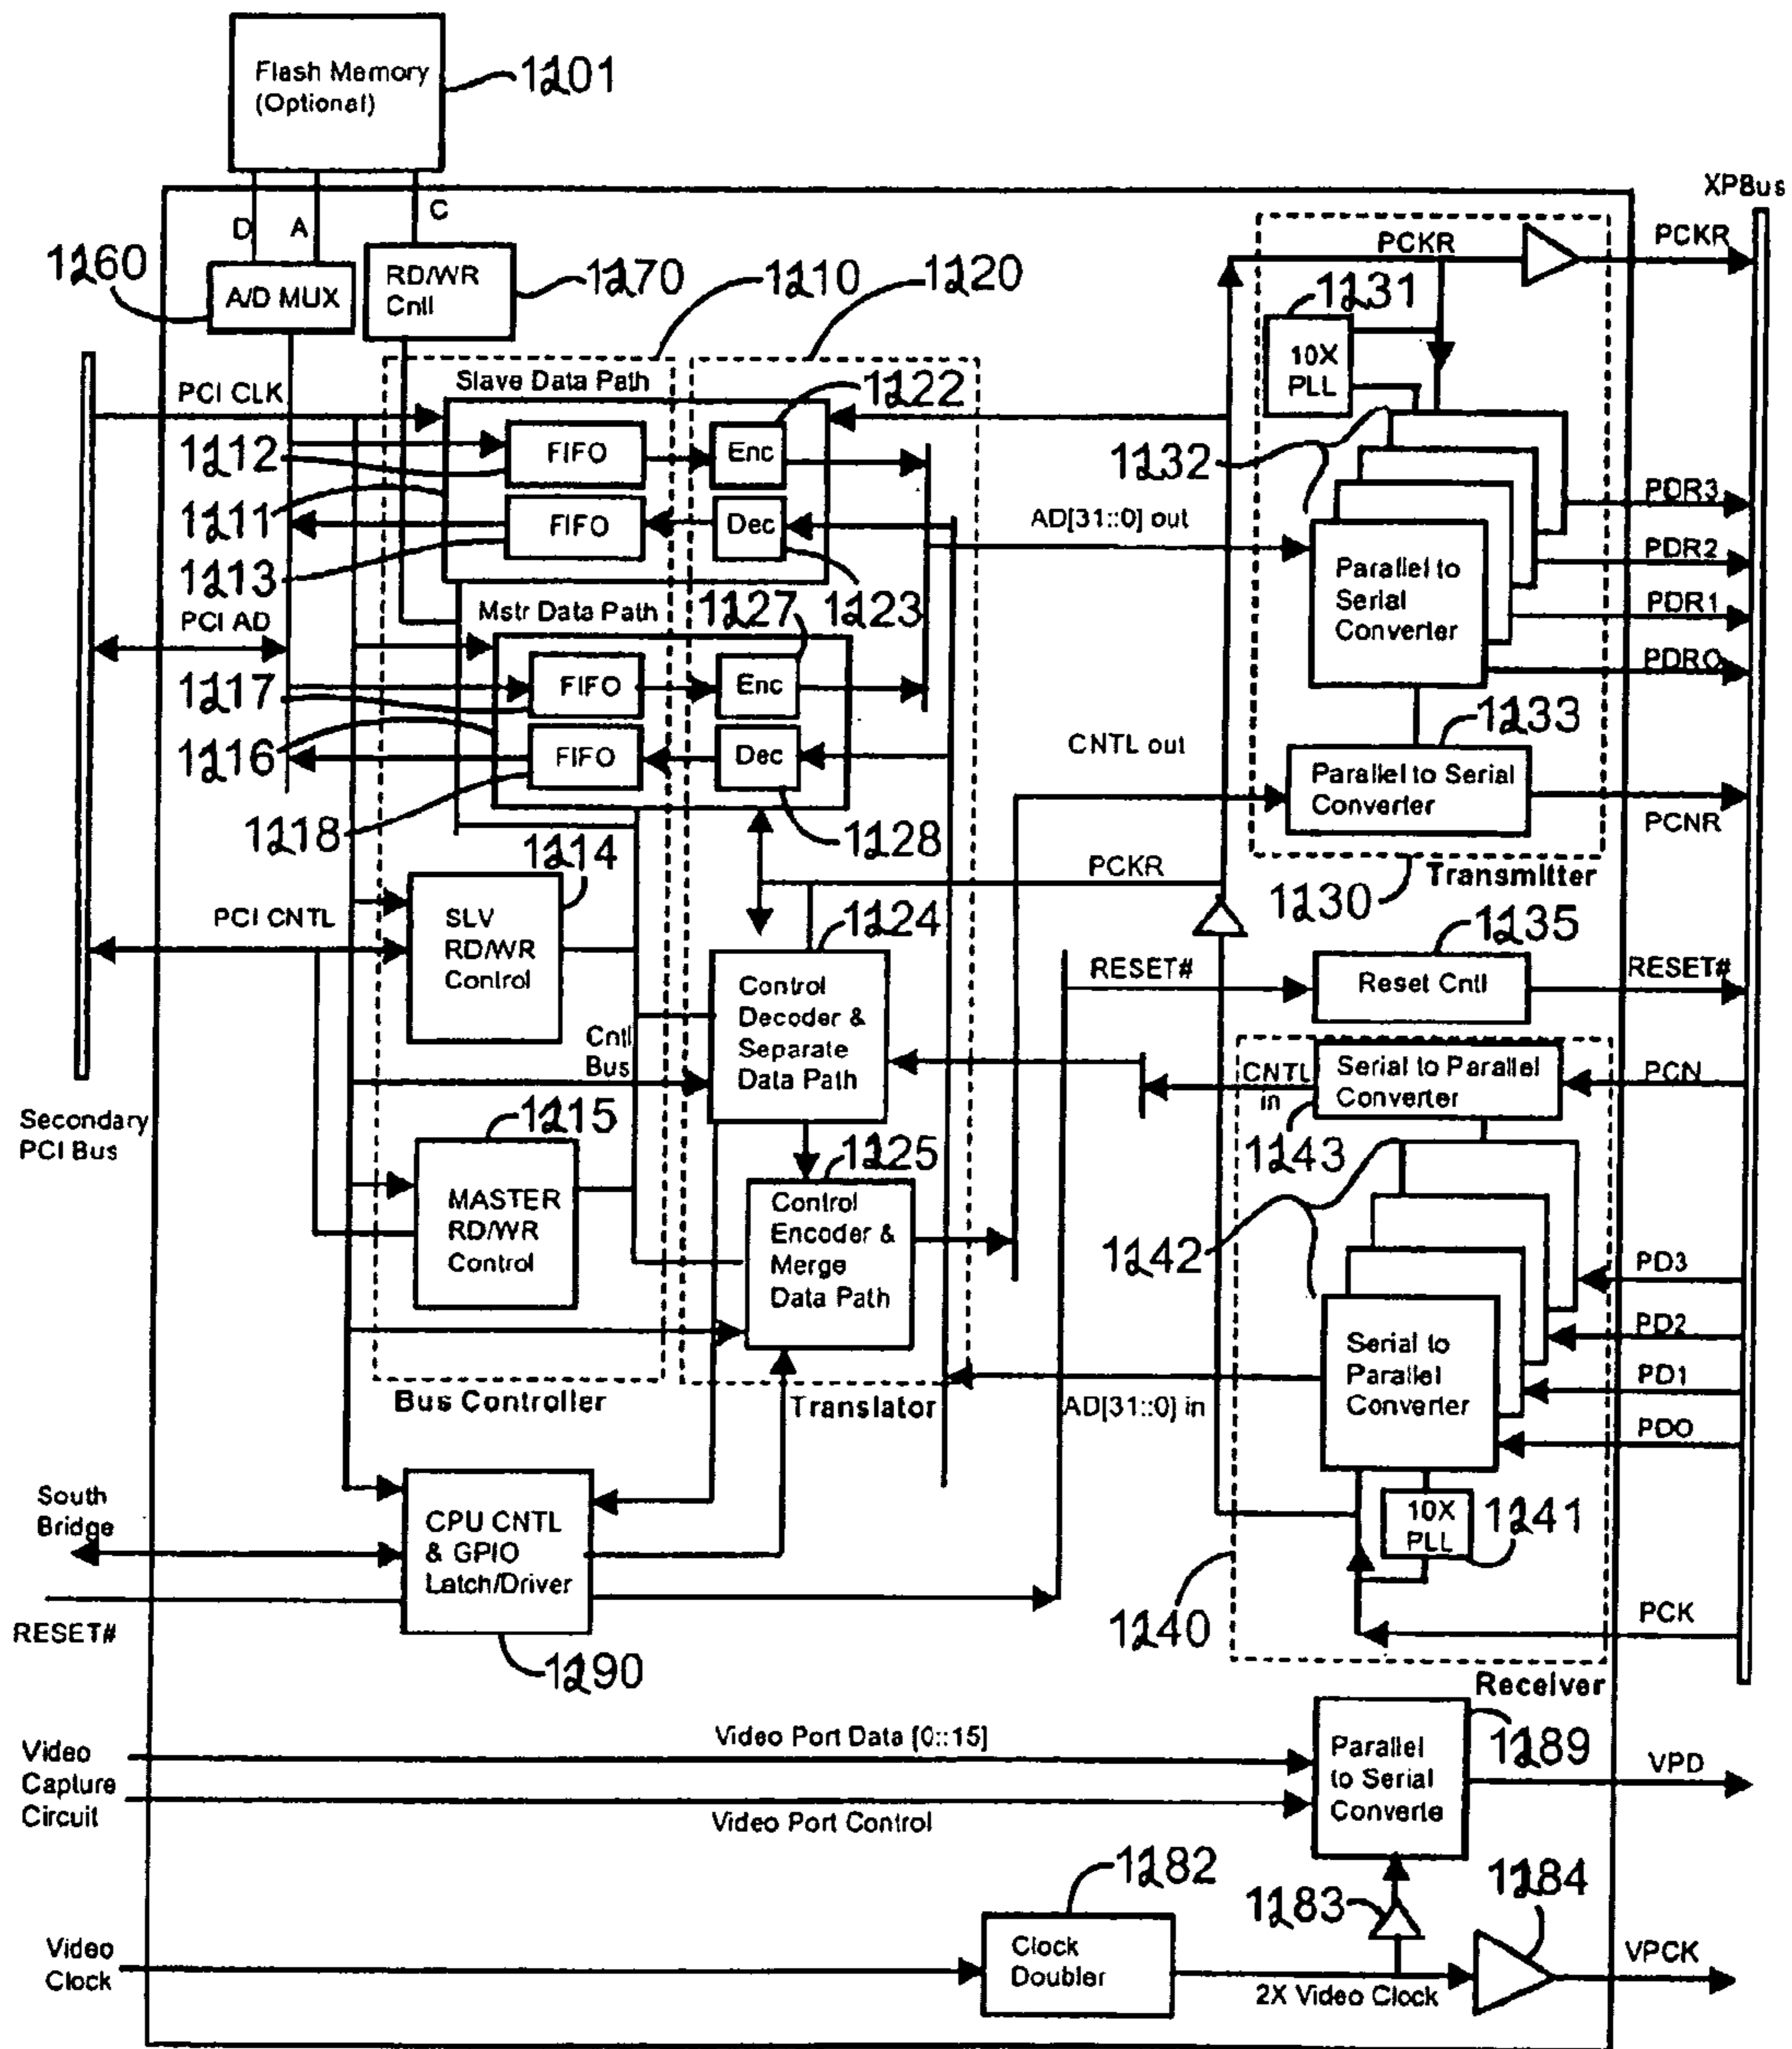 Flash Memory
(Optional)
1201
XPBus
D
A
C
1160
A/D MUX
RD/WR
Cntl
1170
1210
1220
PCKR
PCKR
1131
10X
PLL
PCI CLK
Slave Data Path
1122
1212
FIFO
Enc
1132
1211
FIFO
Dec
AD[31::0] out
PDR3
PDR2
PDR1
PDR0
Parallel to
Serial
Converter
1213
1123
PCI AD
Mstr Data Path
1127
1217
FIFO
Enc
1216
FIFO
Dec
1133
CNTL out
Parallel to Serial
Converter
PCNR
1218
1128
1214
PCKR
Transmitter
1130
PCI CNTL
SLV
RD/WR
Control
1124
1135
RESET#
Reset Cntl
RESET#
Control
Decoder &
Separate
Data Path
Cntl
Bus
CNTL
in
Serial to Parallel
Converter
PCN
Secondary
PCI Bus
1215
1143
1125
MASTER
RD/WR
Control
Control
Encoder &
Merge
Data Path
1142
PD3
PD2
PD1
PD0
Serial to
Parallel
Converter
Bus Controller
Translator
AD[31::0] in
South
Bridge
CPU CNTL
& GPIO
Latch/Driver
10X
PLL
1241
RESET#
1140
PCK
1290
Receiver
Video
Capture
Circuit
Video Port Data [0::15]
Video Port Control
Parallel
to Serial
Converte
1189
VPD
1182
1183
1184
Video
Clock
Clock
Doubler
2X Video Clock
VPCK